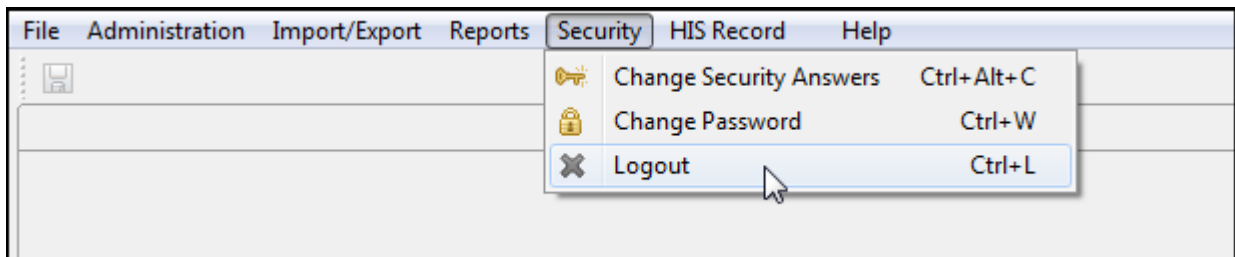 File Administration Import/Export Reports Security HIS Record Help
Change Security Answers Ctrl+Alt+C
Change Password Ctrl+W
Logout Ctrl+L